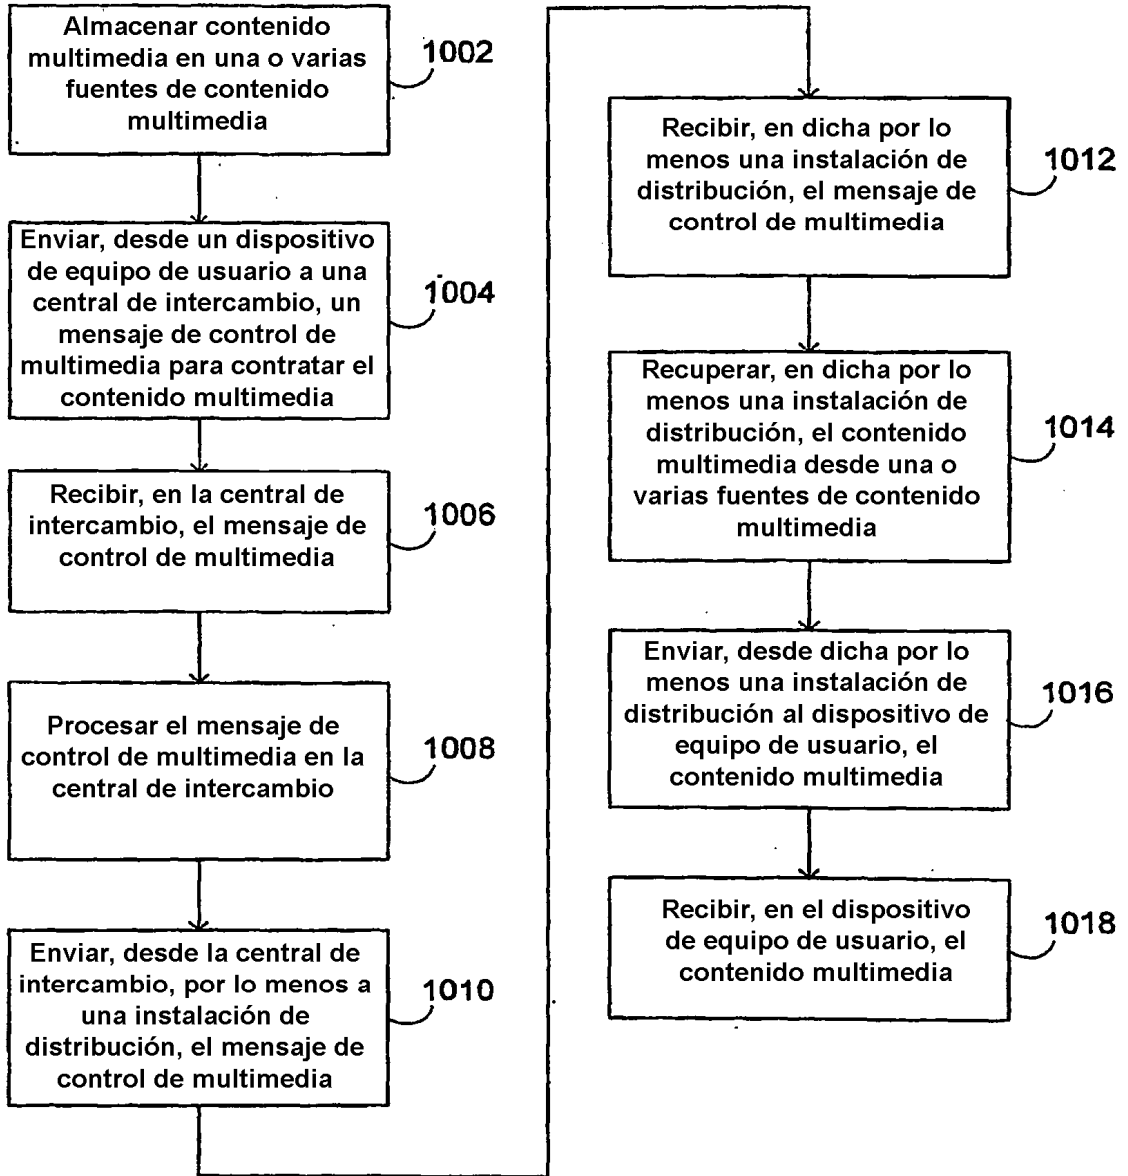 Almacenar contenido
multimedia en una o varias
fuentes de contenido
multimedia
1002
Enviar, desde un dispositivo
de equipo de usuario a una
central de intercambio, un
mensaje de control de
multimedia para contratar el
contenido multimedia
1004
Recibir, en la central de
intercambio, el mensaje de
control de multimedia
1006
Procesar el mensaje de
control de multimedia en la
central de intercambio
1008
Enviar, desde la central de
intercambio, por lo menos a
una instalación de
distribución, el mensaje de
control de multimedia
1010
Recibir, en dicha por lo
menos una instalación de
distribución, el mensaje de
control de multimedia
1012
Recuperar, en dicha por lo
menos una instalación de
distribución, el contenido
multimedia desde una o
varias fuentes de contenido
multimedia
1014
Enviar, desde dicha por lo
menos una instalación de
distribución al dispositivo de
equipo de usuario, el
contenido multimedia
1016
Recibir, en el dispositivo
de equipo de usuario, el
contenido multimedia
1018